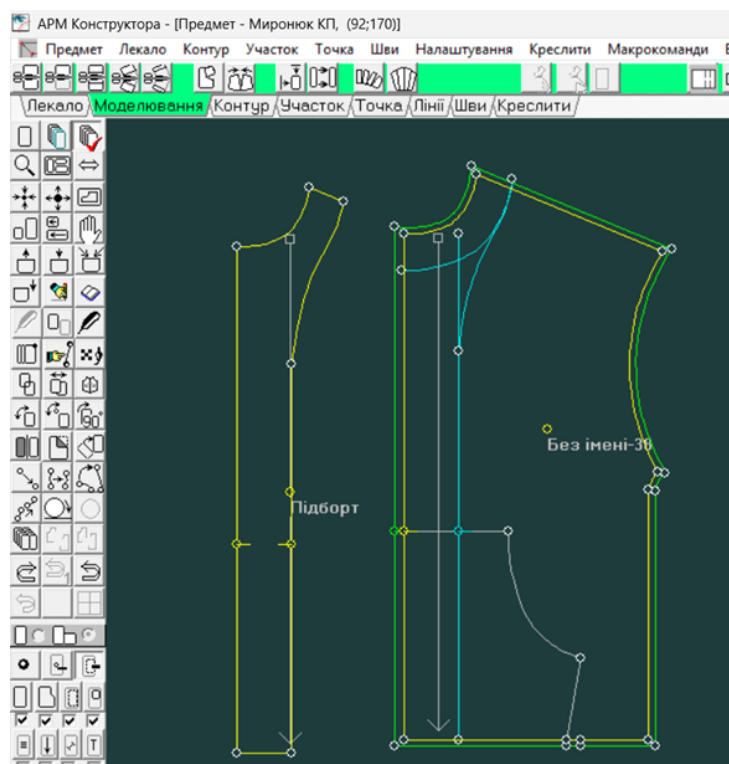 АРМ Конструктора - [Предмет - Миронюк КП, (92;170)]
Предмет Лекало Контур Участок Точка Шви Налаштування Креслити Макрокоманди
Лекало Моделювання Контур Участок Точка Лінії Шви Креслити
Без імені-38
Підборт
90°
T